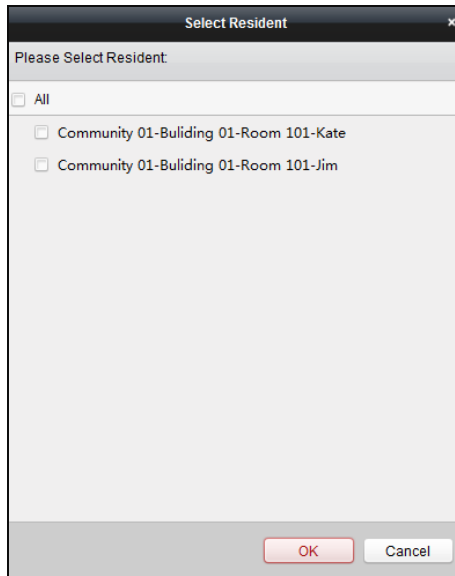 Select Resident ×
Please Select Resident:
All
Community 01-Buliding 01-Room 101-Kate
Community 01-Buliding 01-Room 101-Jim
OK Cancel